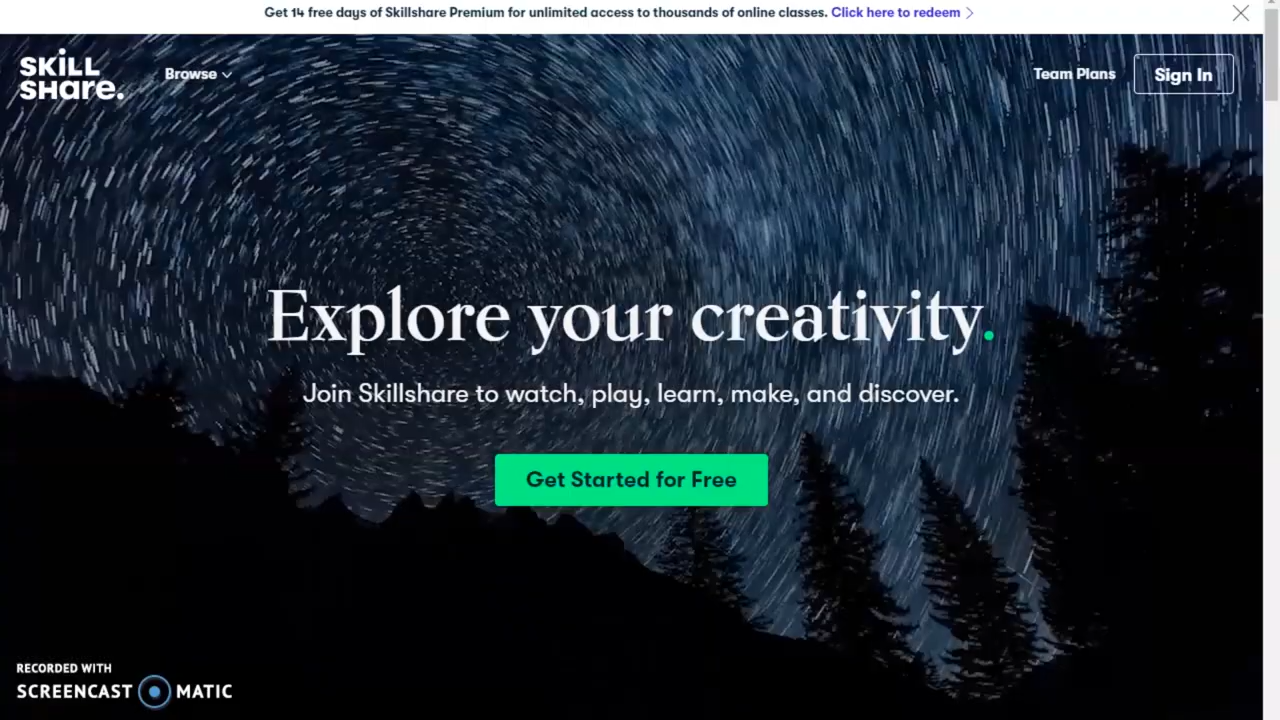 Get 14 free days of Skillshare Premium for unlimited access to thousands of online classes. Click here to redeem
SKiLL
SHare.
Browse
Team Plans
Sign In
Explore your creativity.
Join Skillshare to watch, play, learn, make, and discover.
Get Started for Free
RECORDED WITH
SCREENCAST MATIC